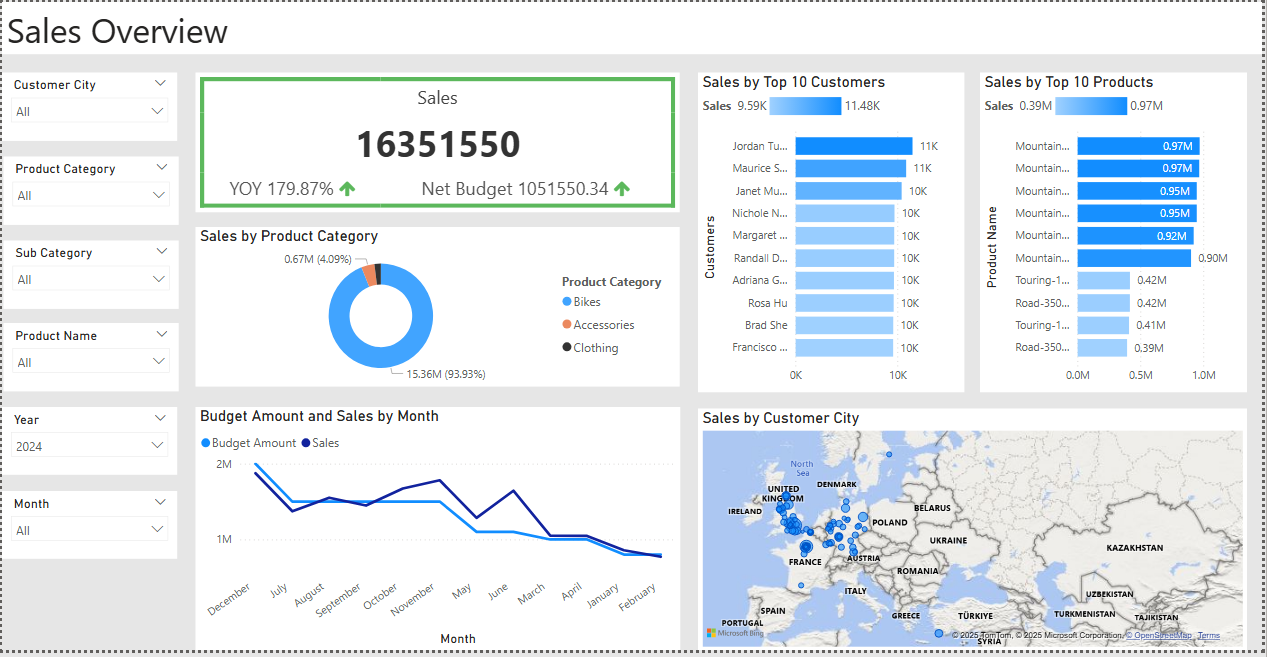 Sales Overview
Customer City
All
Product Category
All
Sub Category
All
Product Name
All
Year
2024
Month
All
Sales
16351550
YOY 179.87%
Net Budget 1051550.34
Sales by Product Category
0.67M (4.09%)
15.36M (93.93%)
Product Category
Bikes
Accessories
Clothing
Budget Amount and Sales by Month
Budget Amount
Sales
2M
1M
December
July
August
September
October
November
May
June
March
April
January
February
Month
Sales by Top 10 Customers
Sales 9.59K 11.48K
Customers
Jordan Tu... 11K
Maurice S... 11K
Janet Mu... 10K
Nichole N... 10K
Margaret ... 10K
Randall D... 10K
Adriana G... 10K
Rosa Hu 10K
Brad She 10K
Francisco ... 10K
0K 10K
Sales by Top 10 Products
Sales 0.39M 0.97M
Product Name
Mountain... 0.97M
Mountain... 0.97M
Mountain... 0.95M
Mountain... 0.95M
Mountain... 0.92M
Mountain... 0.90M
Touring-1... 0.42M
Road-350... 0.42M
Touring-1... 0.41M
Road-350... 0.39M
0.0M 0.5M 1.0M
Sales by Customer City
North
Sea
DENMARK
UNITED
KINGDOM
IRELAND
BELARUS
POLAND
UKRAINE
KAZAKHSTAN
FRANCE
AUSTRIA
ROMANIA
ITALY
UZBEKISTAN
SPAIN
GREECE
TÜRKIYE
TURKMENISTAN
TAJIKISTAN
PORTUGAL
Microsoft Bing
© 2025 TomTom, © 2025 Microsoft Corporation, © OpenStreetMap Terms
SYRIA